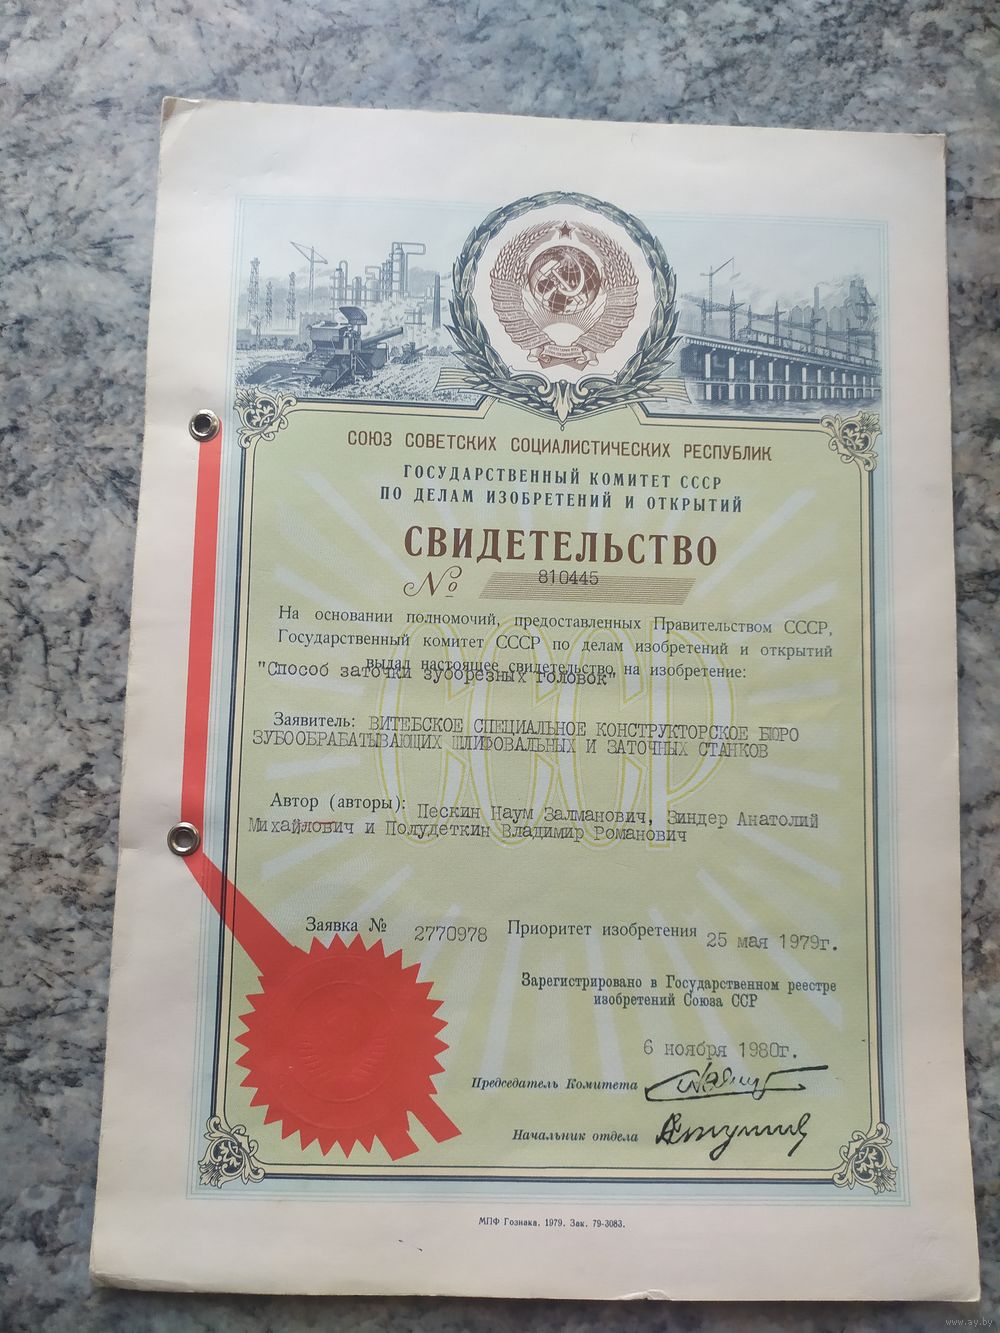 СОЮЗ СОВЕТСКИХ СОЦИАЛИСТИЧЕСКИХ РЕСПУБЛИК
ГОСУДАРСТВЕННЫЙ КОМИТЕТ СССР
ПО ДЕЛАМ ИЗОБРЕТЕНИЙ И ОТКРЫТИЙ
СВИДЕТЕЛЬСТВО
№ 810445
На основании полномочий, предоставленных Правительством СССР,
Государственный комитет СССР по делам изобретений и открытий
выдал настоящее свидетельство на изобретение:
"Способ заточки зуборезных головок"
Заявитель: ВИТЕБСКОЕ СПЕЦИАЛЬНОЕ КОНСТРУКТОРСКОЕ БЮРО
ЗУБООБРАБАТЫВАЮЩИХ ШЛИФОВАЛЬНЫХ И ЗАТОЧНЫХ СТАНКОВ
СССР
Автор (авторы): Пескин Наум Залманович, Зиндер Анатолий
Михайлович и Полудеткин Владимир Романович
Заявка № 2770978 Приоритет изобретения 25 мая 1979г.
Зарегистрировано в Государственном реестре
изобретений Союза ССР
6 ноября 1980г.
Председатель Комитета
Начальник отдела
МПФ Гознака. 1979. Зак. 79-3083.
www.ay.by